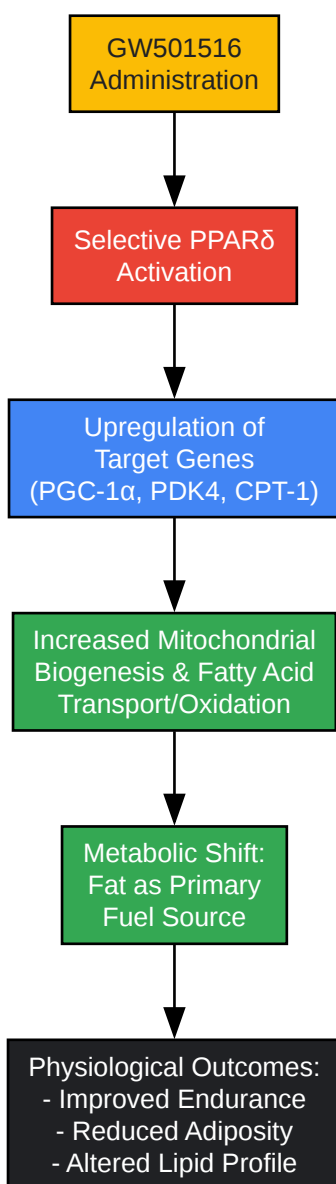 GW501516
Administration
Selective PPARδ
Activation
Upregulation of
Target Genes
(PGC-1α, PDK4, CPT-1)
Increased Mitochondrial
Biogenesis & Fatty Acid
Transport/Oxidation
Metabolic Shift:
Fat as Primary
Fuel Source
Physiological Outcomes:
- Improved Endurance
- Reduced Adiposity
- Altered Lipid Profile